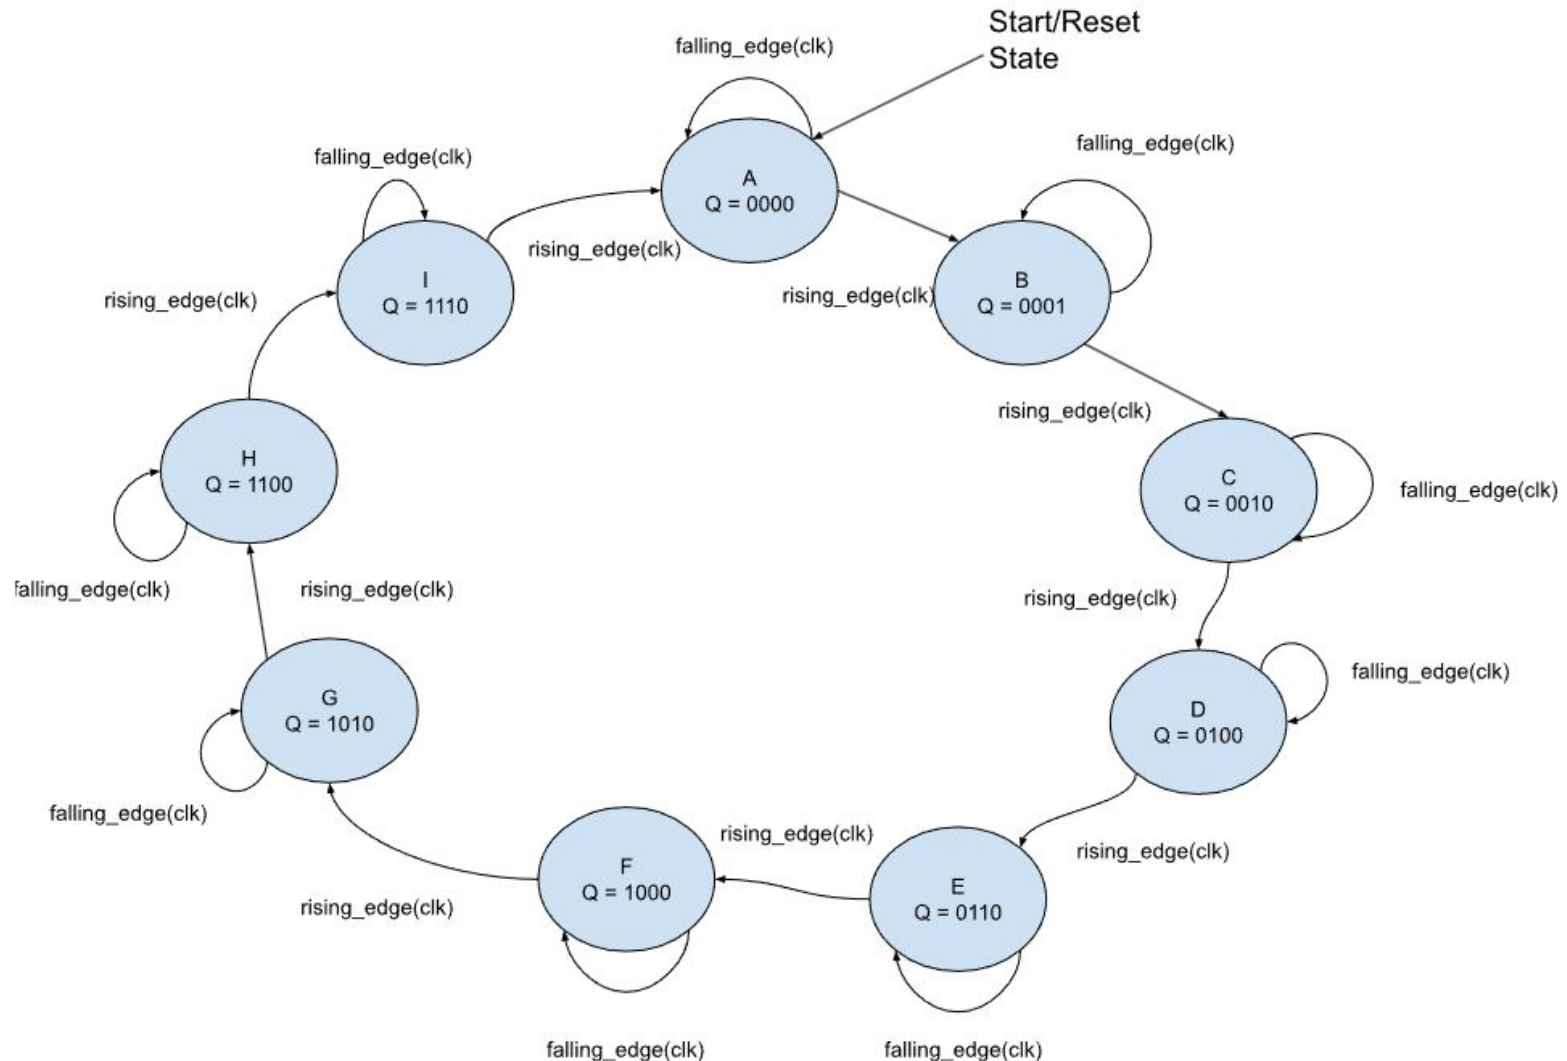 Start/Reset
State
falling_edge(clk)
A
Q = 0000
falling_edge(clk)
rising_edge(clk)
B
Q = 0001
falling_edge(clk)
rising_edge(clk)
C
Q = 0010
falling_edge(clk)
rising_edge(clk)
D
Q = 0100
falling_edge(clk)
rising_edge(clk)
E
Q = 0110
falling_edge(clk)
rising_edge(clk)
F
Q = 1000
falling_edge(clk)
rising_edge(clk)
G
Q = 1010
falling_edge(clk)
rising_edge(clk)
H
Q = 1100
falling_edge(clk)
rising_edge(clk)
I
Q = 1110
falling_edge(clk)
rising_edge(clk)